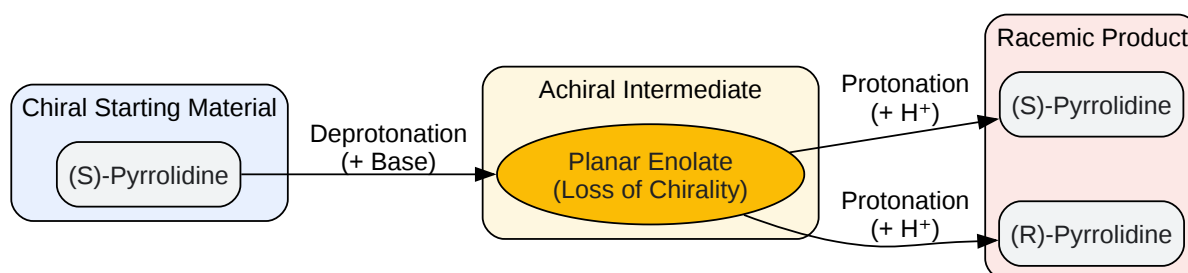 Chiral Starting Material
(S)-Pyrrolidine
Deprotonation
(+ Base)
Achiral Intermediate
Planar Enolate
(Loss of Chirality)
Protonation
(+ H⁺)
Protonation
(+ H⁺)
Racemic Product
(S)-Pyrrolidine
(R)-Pyrrolidine